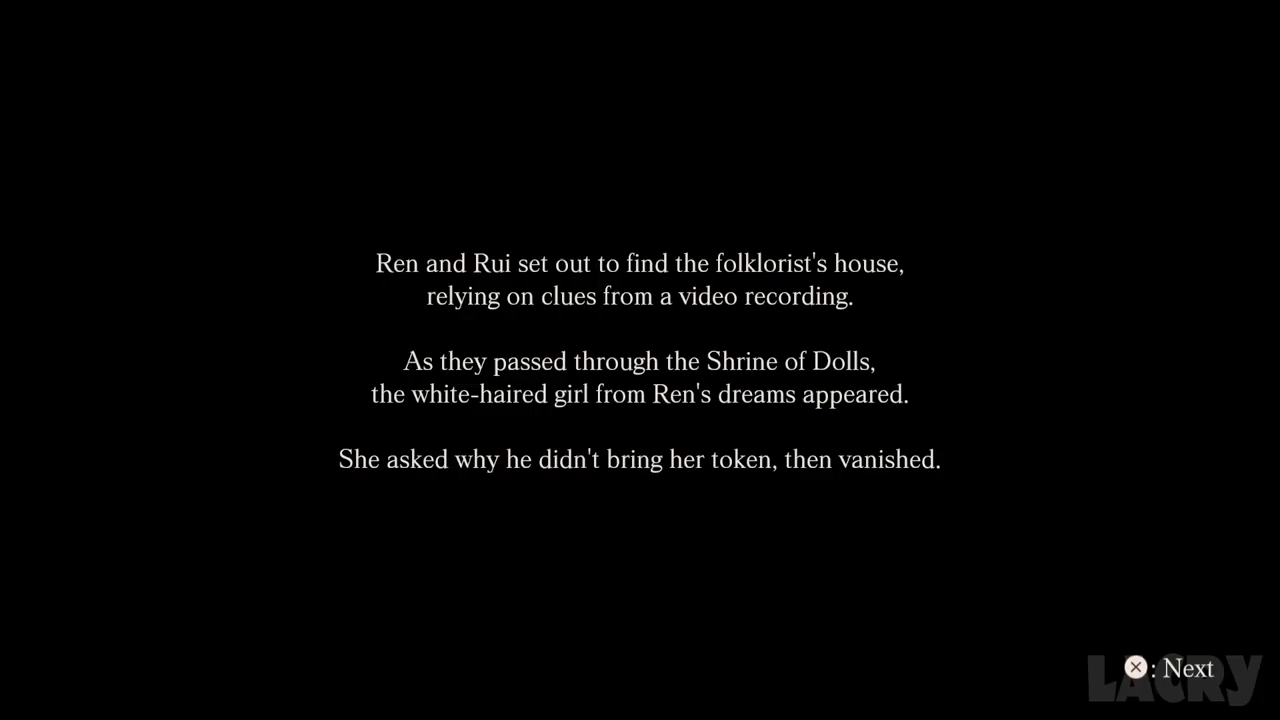 Ren and Rui set out to find the folklorist's house,
relying on clues from a video recording.
As they passed through the Shrine of Dolls,
the white-haired girl from Ren's dreams appeared.
She asked why he didn't bring her token, then vanished.
: Next
LACRY